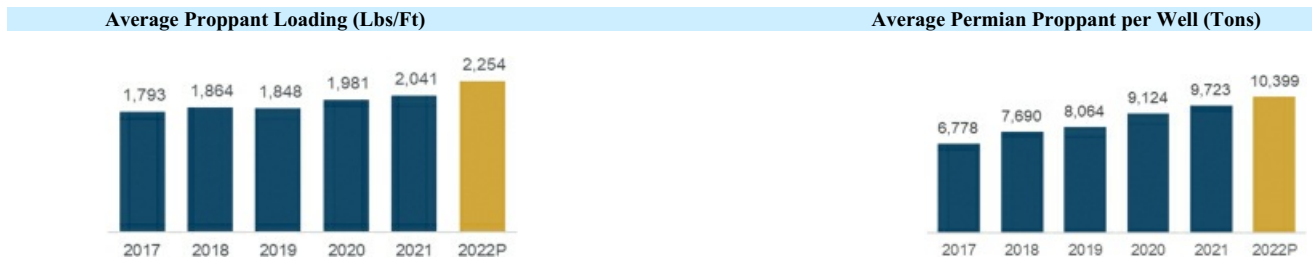 Average Proppant Loading (Lbs/Ft)
1,793 1,864 1,848 1,981 2,041 2,254
2017 2018 2019 2020 2021 2022P
Average Permian Proppant per Well (Tons)
6,778 7,690 8,064 9,124 9,723 10,399
2017 2018 2019 2020 2021 2022P